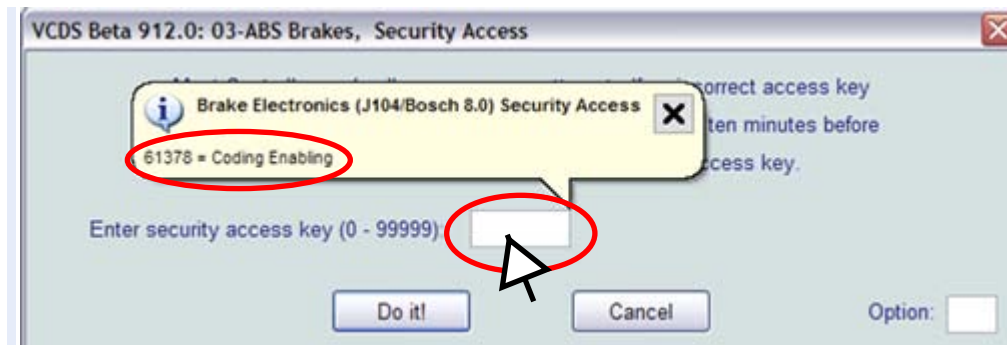 VCDS Beta 912.0: 03-ABS Brakes, Security Access
orrect access key
Brake Electronics (J104/Bosch 8.0) Security Access
ten minutes before
61378 = Coding Enabling
access key.
Enter security access key (0 - 99999):
Do it!
Cancel
Option: